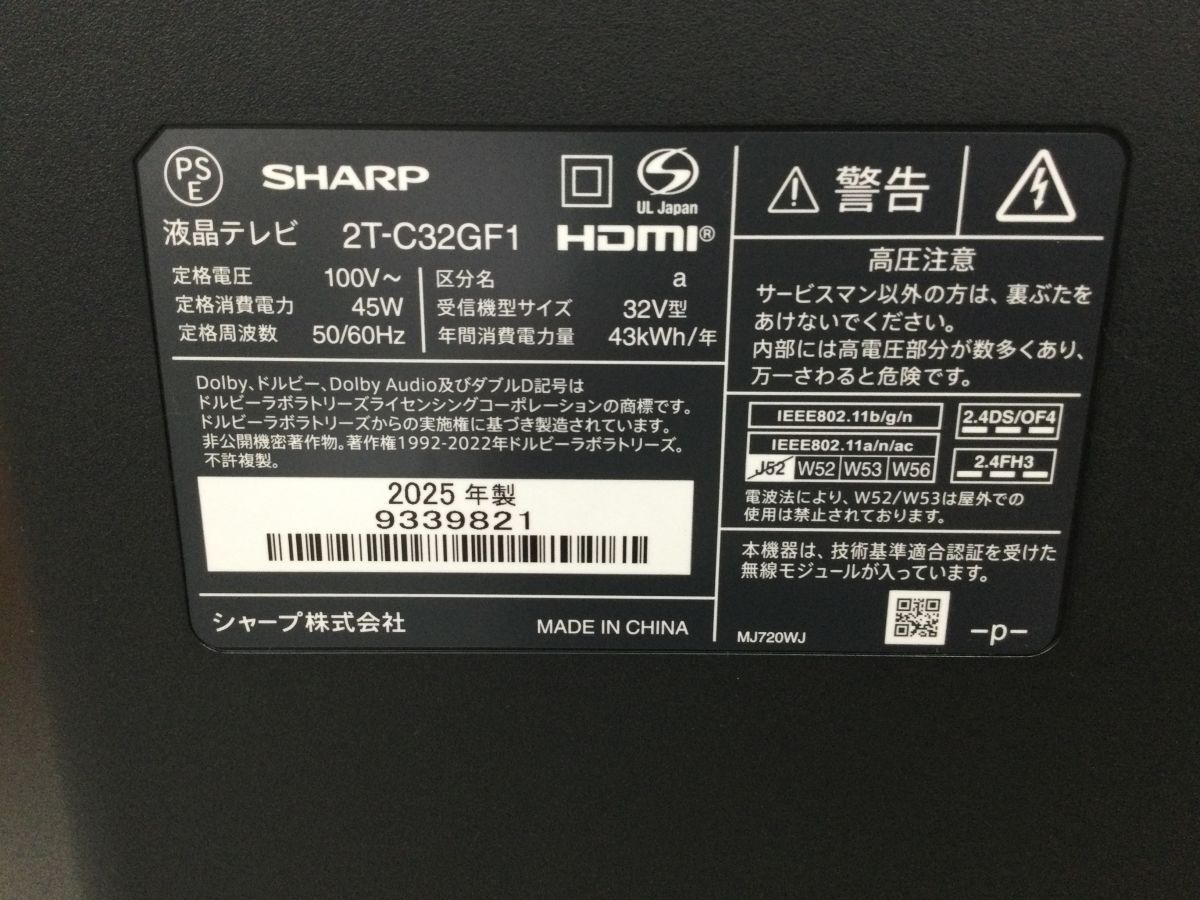 PS
E
SHARP
UL Japan
液晶テレビ 2T-C32GF1 HDMI®
定格電圧 100V～
定格消費電力 45W
定格周波数 50/60Hz
区分名 a
受信機型サイズ 32V型
年間消費電力量 43kWh/年
Dolby、ドルビー、Dolby Audio及びダブルD記号は
ドルビーラボラトリーズライセンシングコーポレーションの商標です。
ドルビーラボラトリーズからの実施権に基づき製造されています。
非公開機密著作物。著作権1992-2022年ドルビーラボラトリーズ。
不許複製。
2025 年製
9339821
シャープ株式会社 MADE IN CHINA
警告
高圧注意
サービスマン以外の方は、裏ぶたを
あけないでください。
内部には高電圧部分が数多くあり、
万一さわると危険です。
IEEE802.11b/g/n
IEEE802.11a/n/ac
J52 W52 W53 W56
2.4DS/OF4
2.4FH3
電波法により、W52/W53は屋外での
使用は禁止されております。
本機器は、技術基準適合認証を受けた
無線モジュールが入っています。
MJ720WJ
-p-